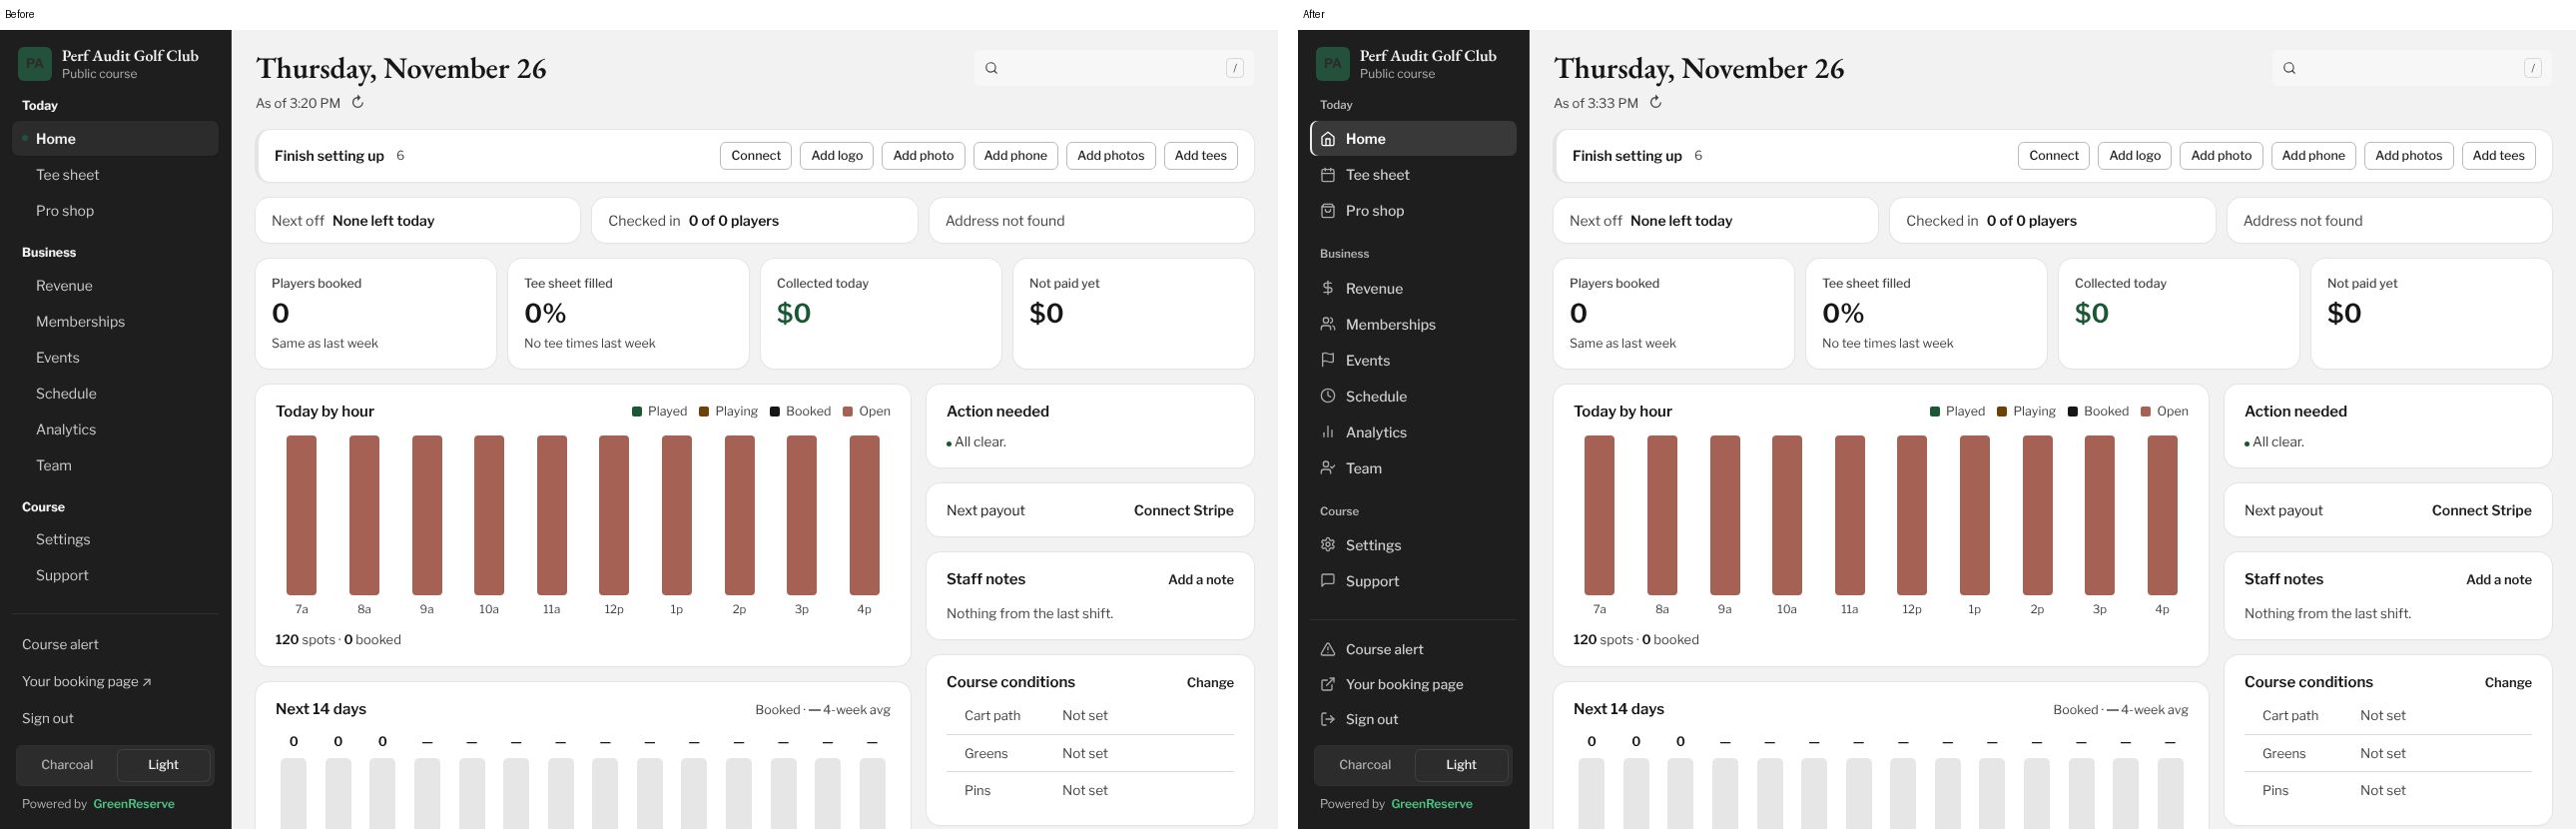 Before
PA
Perf Audit Golf Club
Public course
Today
Home
Tee sheet
Pro shop
Business
Revenue
Memberships
Events
Schedule
Analytics
Team
Course
Settings
Support
Course alert
Your booking page ↗
Sign out
Charcoal Light
Powered by GreenReserve
Thursday, November 26
/
As of 3:20 PM
Finish setting up 6 Connect Add logo Add photo Add phone Add photos Add tees
Next off None left today Checked in 0 of 0 players Address not found
Players booked Tee sheet filled Collected today Not paid yet
0 0% $0 $0
Same as last week No tee times last week
Today by hour Played Playing Booked Open
7a 8a 9a 10a 11a 12p 1p 2p 3p 4p
120 spots · 0 booked
Next 14 days Booked · — 4-week avg
0 0 0 — — — — — — — — — — —
Action needed
All clear.
Next payout Connect Stripe
Staff notes Add a note
Nothing from the last shift.
Course conditions Change
Cart path Not set
Greens Not set
Pins Not set
After
PA
Perf Audit Golf Club
Public course
Today
Home
Tee sheet
Pro shop
Business
Revenue
Memberships
Events
Schedule
Analytics
Team
Course
Settings
Support
Course alert
Your booking page
Sign out
Charcoal Light
Powered by GreenReserve
Thursday, November 26
/
As of 3:33 PM
Finish setting up 6 Connect Add logo Add photo Add phone Add photos Add tees
Next off None left today Checked in 0 of 0 players Address not found
Players booked Tee sheet filled Collected today Not paid yet
0 0% $0 $0
Same as last week No tee times last week
Today by hour Played Playing Booked Open
7a 8a 9a 10a 11a 12p 1p 2p 3p 4p
120 spots · 0 booked
Next 14 days Booked · — 4-week avg
0 0 0 — — — — — — — — — — —
Action needed
All clear.
Next payout Connect Stripe
Staff notes Add a note
Nothing from the last shift.
Course conditions Change
Cart path Not set
Greens Not set
Pins Not set